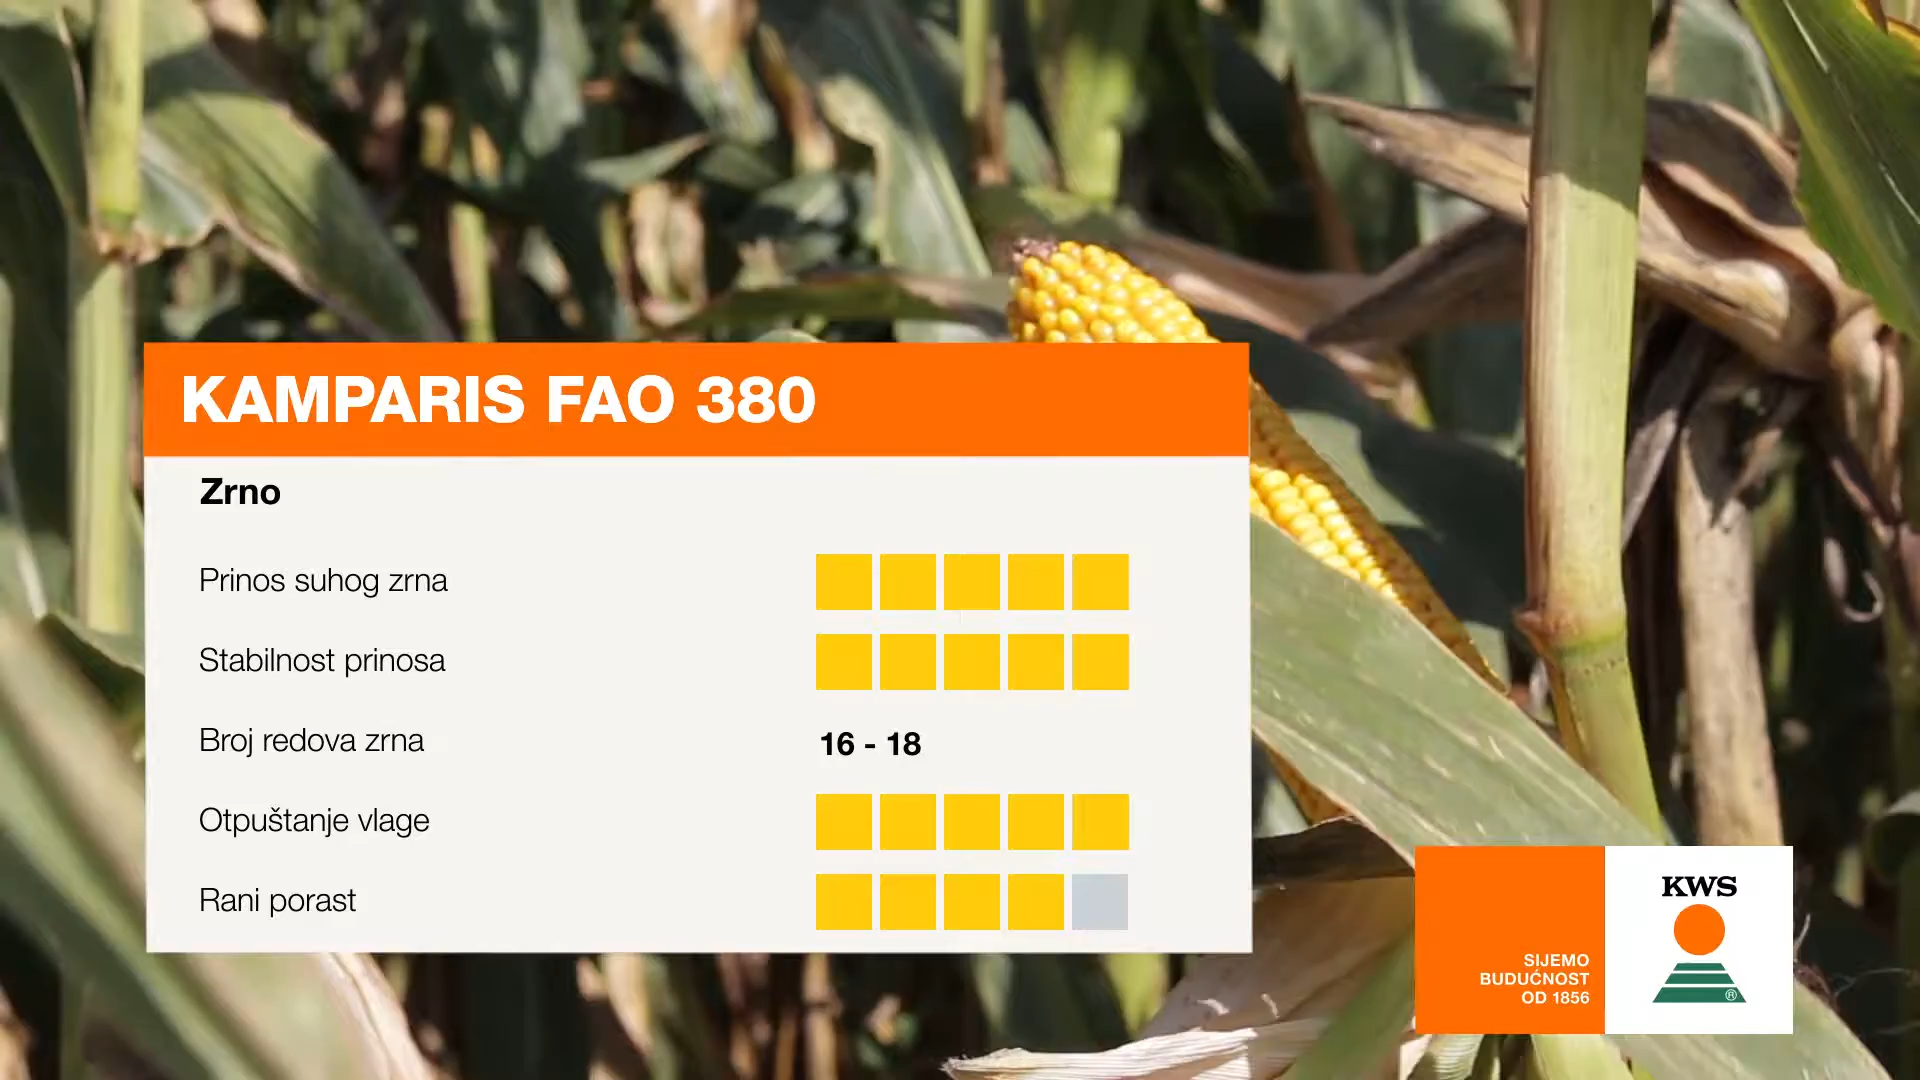 KAMPARIS FAO 380
Zrno
Prinos suhog zrna
Stabilnost prinosa
Broj redova zrna 16 - 18
Otpuštanje vlage
Rani porast
SIJEMO
BUDUĆNOST
OD 1856
KWS
®